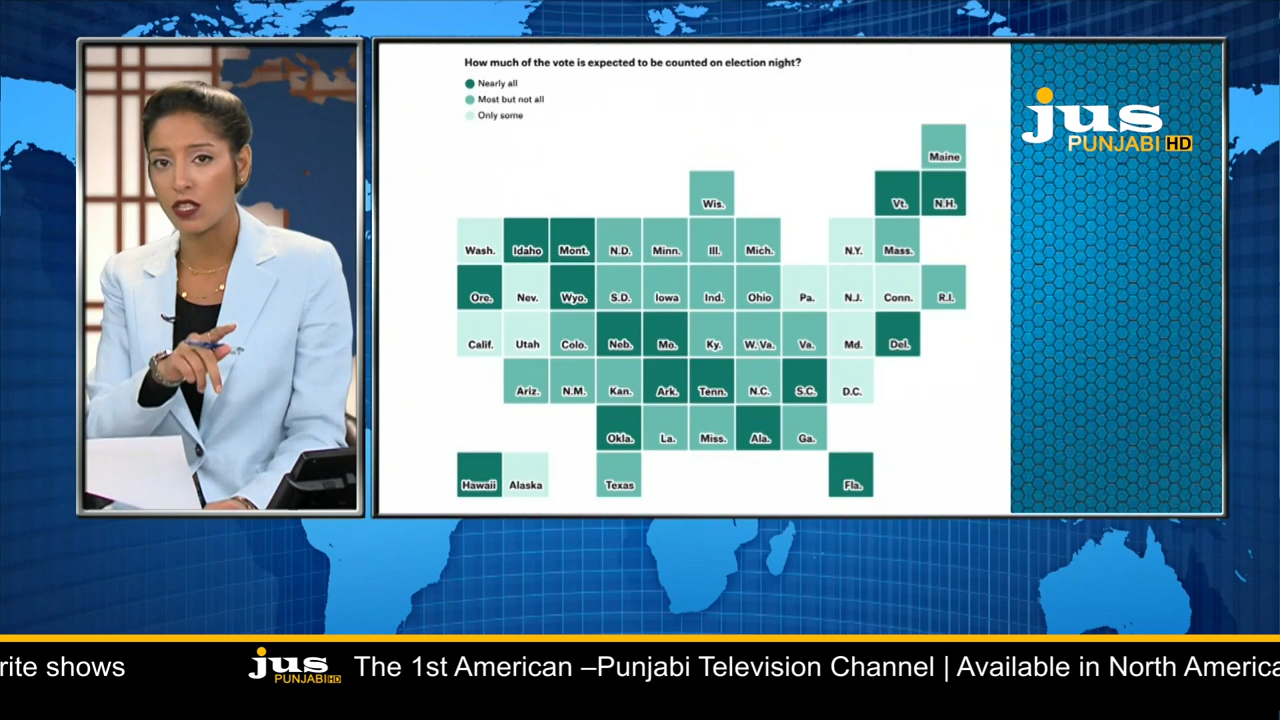 How much of the vote is expected to be counted on election night?
Nearly all
Most but not all
Only some
jus
PUNJABI HD
Maine
Wis. Vt. N.H.
Wash. Idaho Mont. N.D. Minn. Ill. Mich. N.Y. Mass.
Ore. Nev. Wyo. S.D. Iowa Ind. Ohio Pa. N.J. Conn. R.I.
Calif. Utah Colo. Neb. Mo. Ky. W.Va. Va. Md. Del.
Ariz. N.M. Kan. Ark. Tenn. N.C. S.C. D.C.
Okla. La. Miss. Ala. Ga.
Hawaii Alaska Texas Fla.
rite shows jus PUNJABI HD The 1st American –Punjabi Television Channel | Available in North America